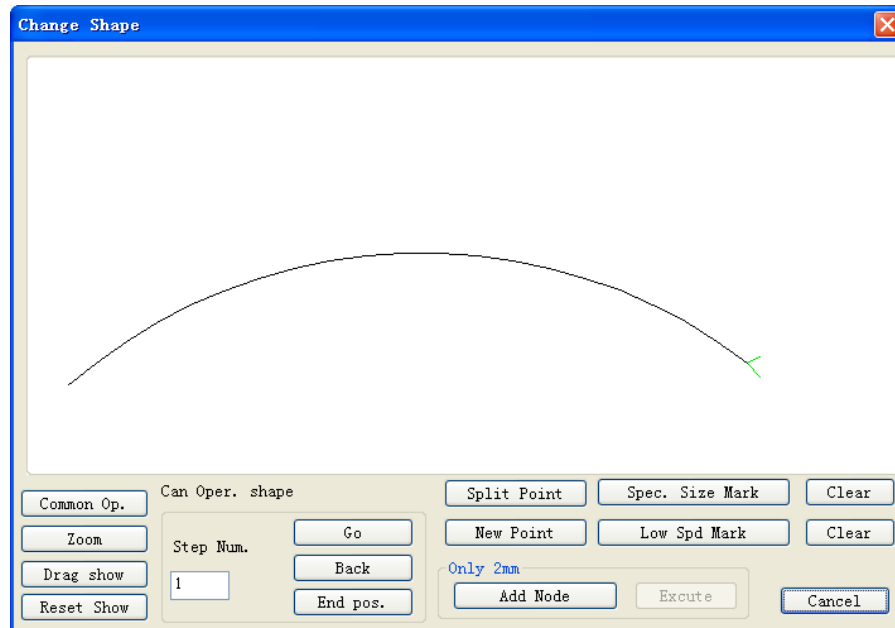 Change Shape
Common Op.
Zoom
Drag show
Reset Show
Can Oper. shape
Step Num.
1
Go
Back
End pos.
Split Point
Spec. Size Mark
Clear
New Point
Low Spd Mark
Clear
Only 2mm
Add Node
Excute
Cancel